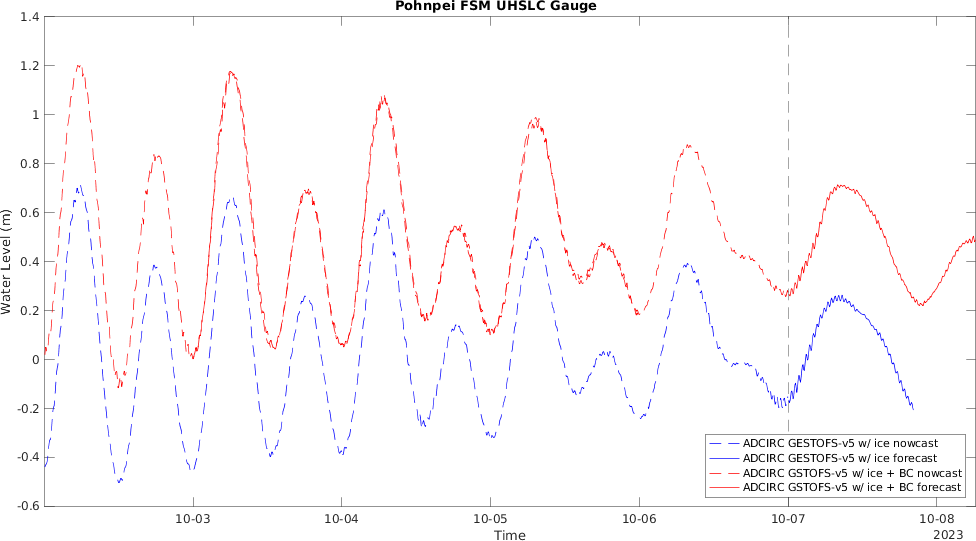 Pohnpei FSM UHSLC Gauge
1.4
1.2
1
0.8
0.6
0.4
0.2
0
-0.2
-0.4
-0.6
Water Level (m)
10-03 10-04 10-05 10-06 10-07 10-08
Time
2023
ADCIRC GESTOFS-v5 w/ ice nowcast
ADCIRC GESTOFS-v5 w/ ice forecast
ADCIRC GSTOFS-v5 w/ ice + BC nowcast
ADCIRC GSTOFS-v5 w/ ice + BC forecast